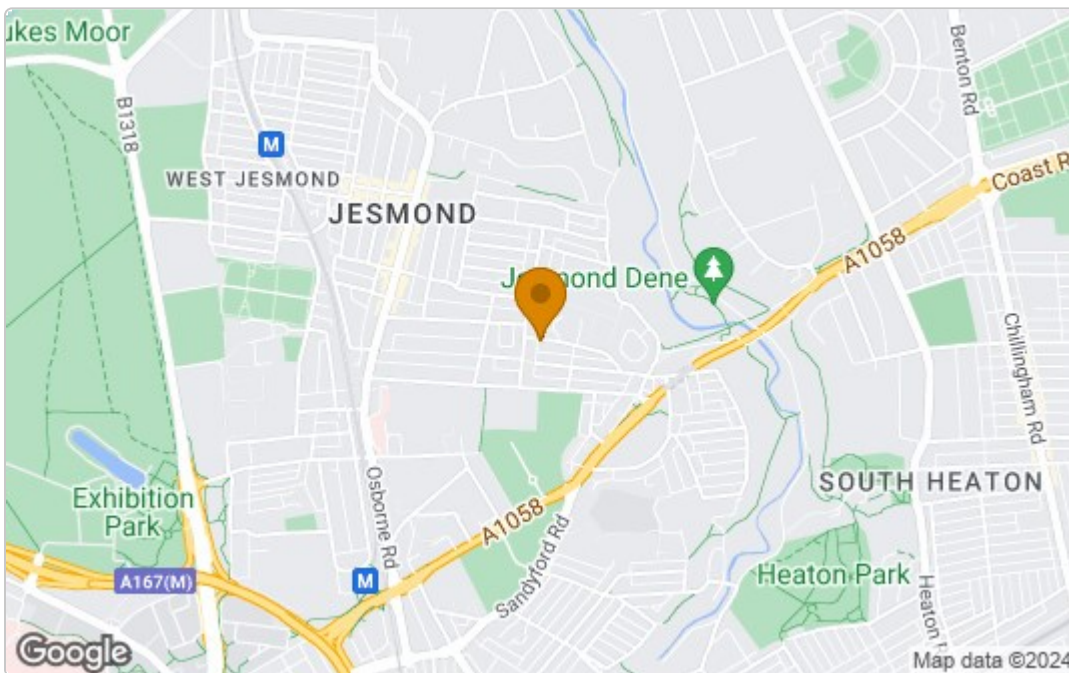 ukes Moor
B1318
Benton Rd
M
WEST JESMOND
JESMOND
Coast R
A1058
Jesmond Dene
Chillingham Rd
Exhibition
Park
Osborne Rd
A1058
SOUTH HEATON
A167(M)
M
Sandyford Rd
Heaton Park
Heaton R
Google
Map data ©2024